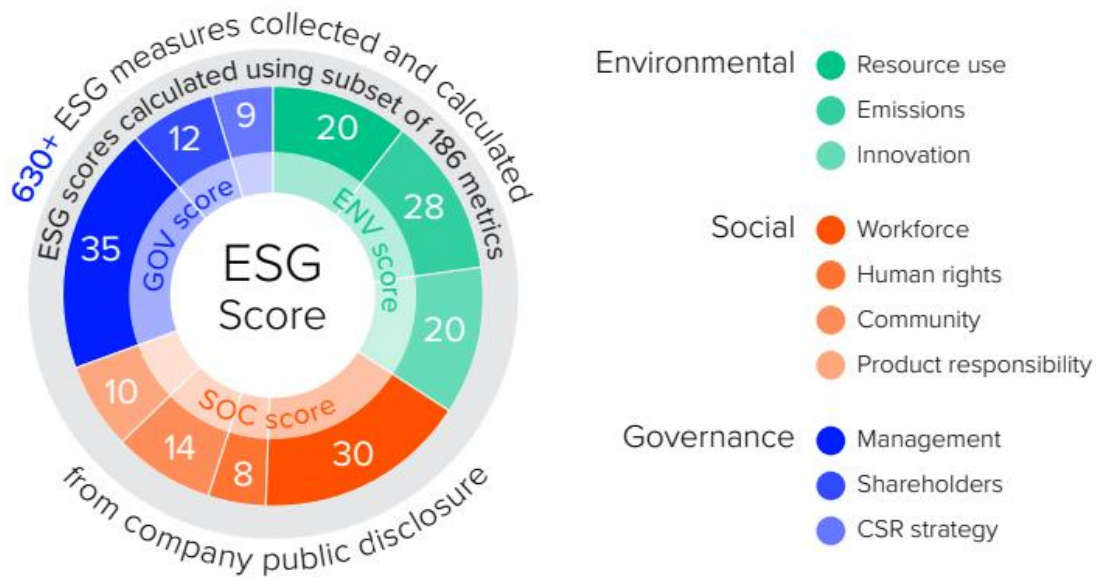 630+ ESG measures collected and calculated
ESG scores calculated using subset of 186 metrics
from company public disclosure
ESG
Score
ENV score
20
28
20
SOC score
30
8
14
10
GOV score
35
12
9
Environmental
Resource use
Emissions
Innovation
Social
Workforce
Human rights
Community
Product responsibility
Governance
Management
Shareholders
CSR strategy